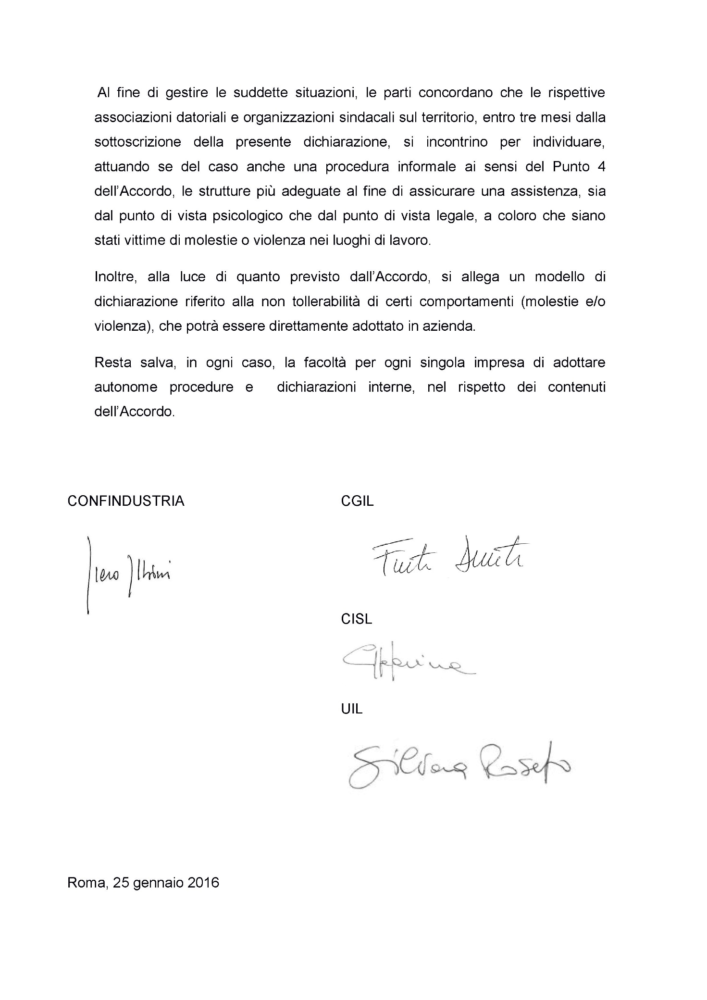 Al fine di gestire le suddette situazioni, le parti concordano che le rispettive
associazioni datoriali e organizzazioni sindacali sul territorio, entro tre mesi dalla
sottoscrizione della presente dichiarazione, si incontrino per individuare,
attuando se del caso anche una procedura informale ai sensi del Punto 4
dell’Accordo, le strutture più adeguate al fine di assicurare una assistenza, sia
dal punto di vista psicologico che dal punto di vista legale, a coloro che siano
stati vittime di molestie o violenza nei luoghi di lavoro.
Inoltre, alla luce di quanto previsto dall’Accordo, si allega un modello di
dichiarazione riferito alla non tollerabilità di certi comportamenti (molestie e/o
violenza), che potrà essere direttamente adottato in azienda.
Resta salva, in ogni caso, la facoltà per ogni singola impresa di adottare
autonome procedure e dichiarazioni interne, nel rispetto dei contenuti
dell’Accordo.
CONFINDUSTRIA
CGIL
CISL
UIL
Silvana Roseto
Roma, 25 gennaio 2016